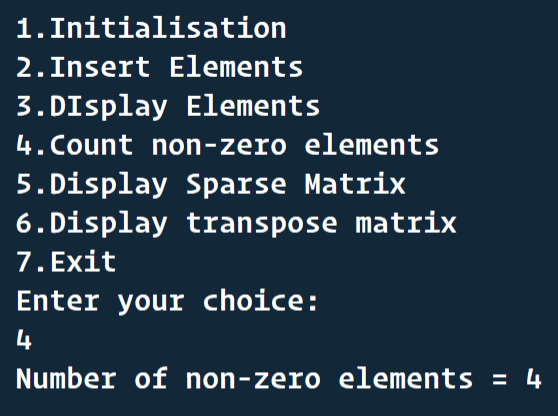 1.Initialisation
2.Insert Elements
3.DIsplay Elements
4.Count non-zero elements
5.Display Sparse Matrix
6.Display transpose matrix
7.Exit
Enter your choice:
4
Number of non-zero elements = 4